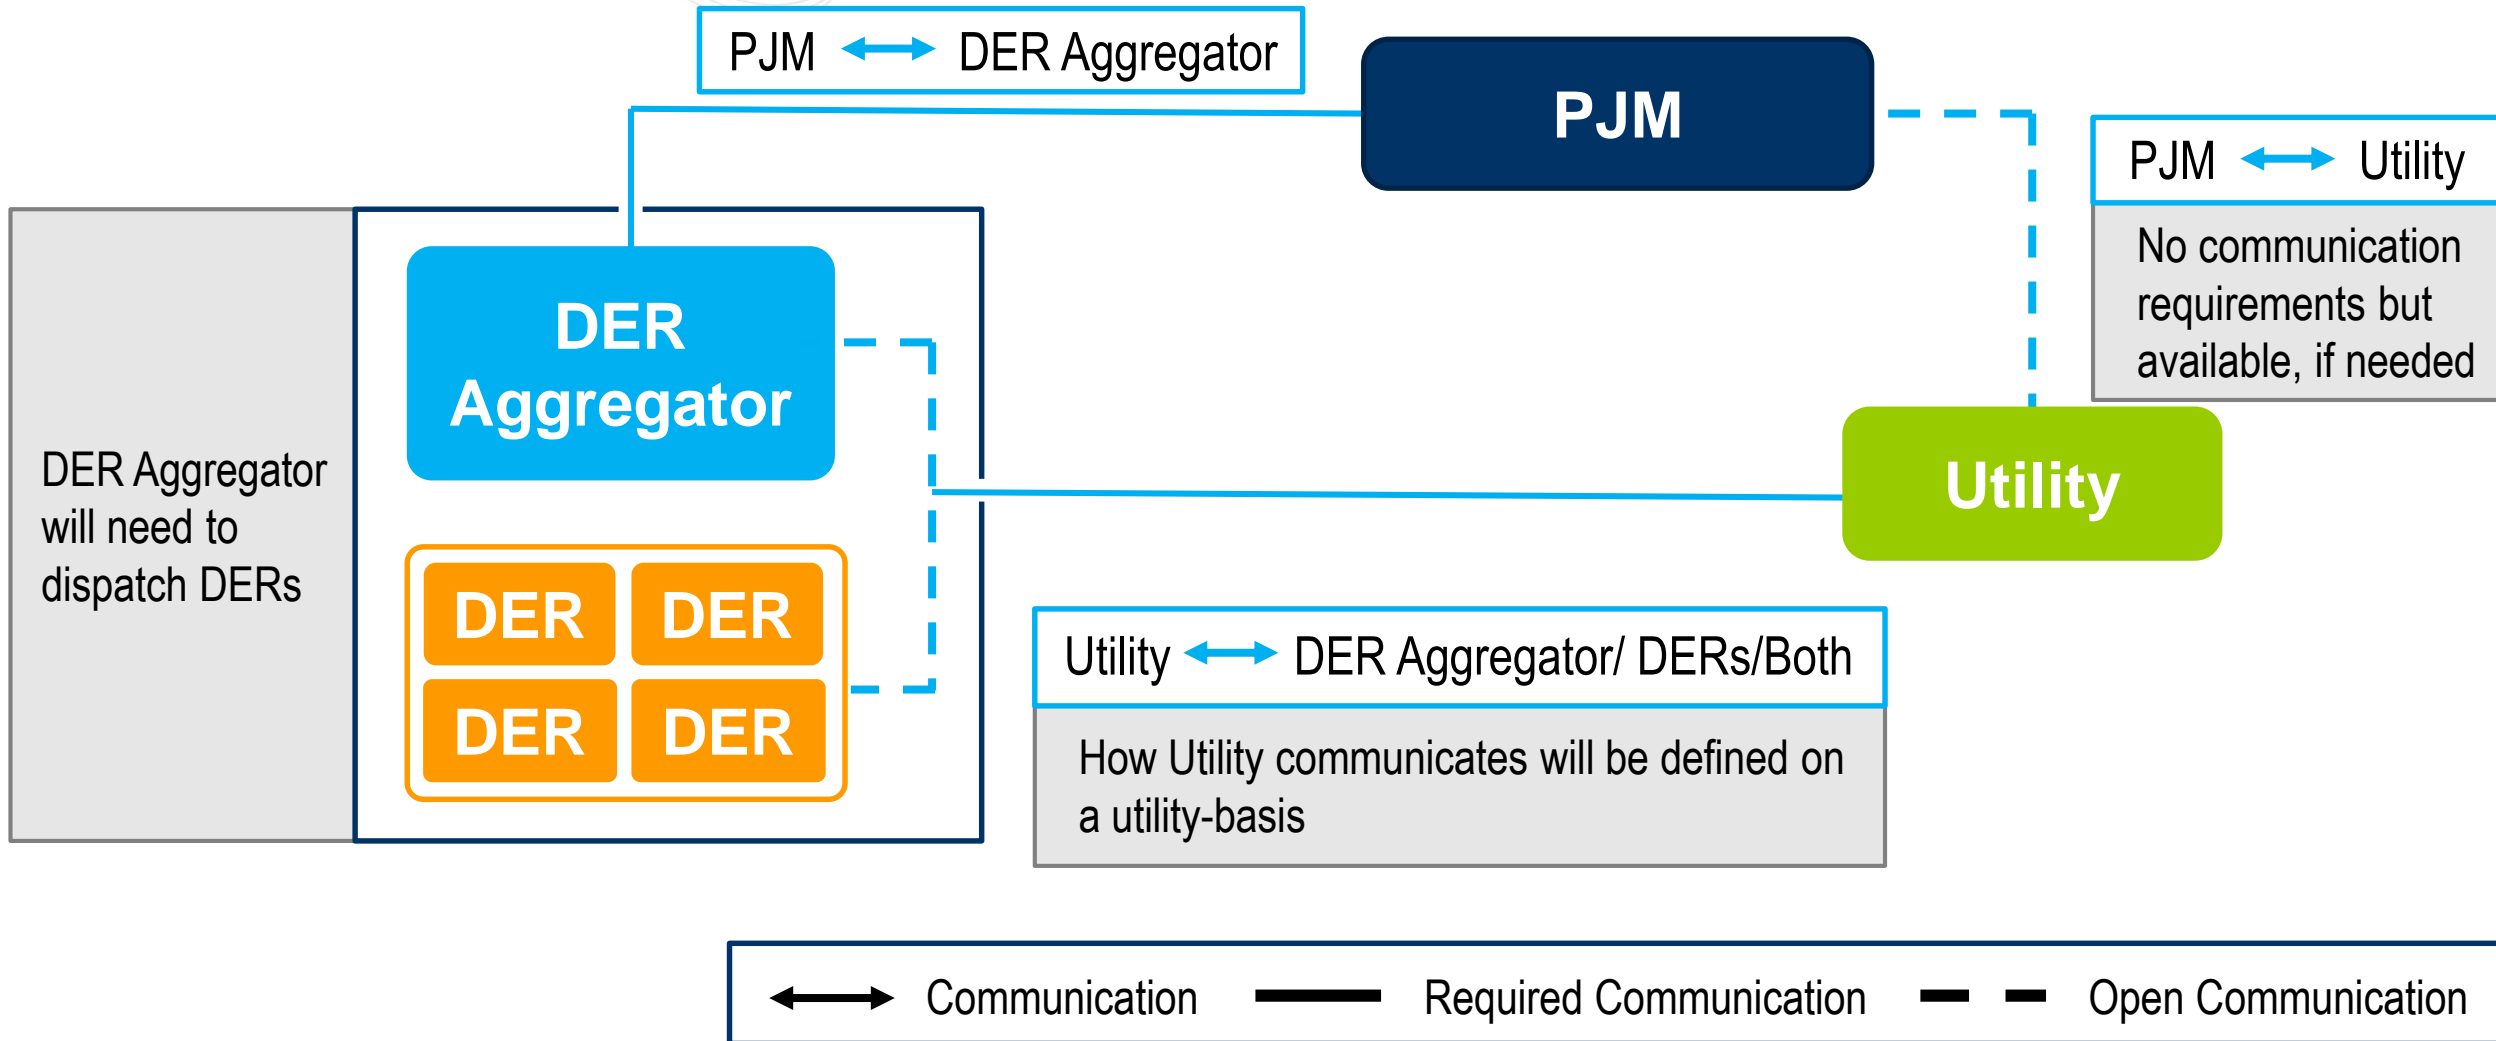 PJM DER Aggregator
PJM
PJM Utility
No communication
requirements but
available, if needed
DER
Aggregator
DER Aggregator
will need to
dispatch DERs
Utility
DER DER
DER DER
Utility DER Aggregator/ DERs/Both
How Utility communicates will be defined on
a utility-basis
Communication Required Communication Open Communication